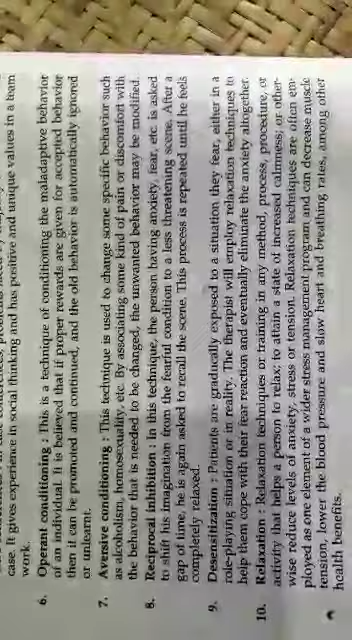 case. It gives experience in social thinking and has positive and unique values in a team
work.
6. Operant conditioning : This is a technique of conditioning the maladaptive behavior
of an individual. It is believed that if proper rewards are given for accepted behavior
then if can be promoted and continued, and the old behavior is automatically ignored
or unlearnt.
7. Aversive conditioning : This technique is used to change some specific behavior such
as alcoholism, homosexuality, etc. By associating some kind of pain or discomfort with
the behavior that is needed to be changed, the unwanted behavior may be modified.
8. Reciprocal inhibition : In this technique, the person having anxiety, fear, etc. is asked
to shift his imagination from the fearful condition to a less threatening scene. After a
gap of time, he is again asked to recall the scene. This process is repeated until he feels
completely relaxed.
9. Desensitization : Patients are gradually exposed to a situation they fear, either in a
role-playing situation or in reality. The therapist will employ relaxation techniques to
help them cope with their fear reaction and eventually eliminate the anxiety altogether.
10. Relaxation : Relaxation techniques or training in any method, process, procedure, or
activity that helps a person to relax; to attain a state of increased calmness; or other-
wise reduce levels of anxiety, stress or tension. Relaxation techniques are often em-
ployed as one element of a wider stress management program and can decrease muscle
tension, lower the blood pressure and slow heart and breathing rates, among other
health benefits.